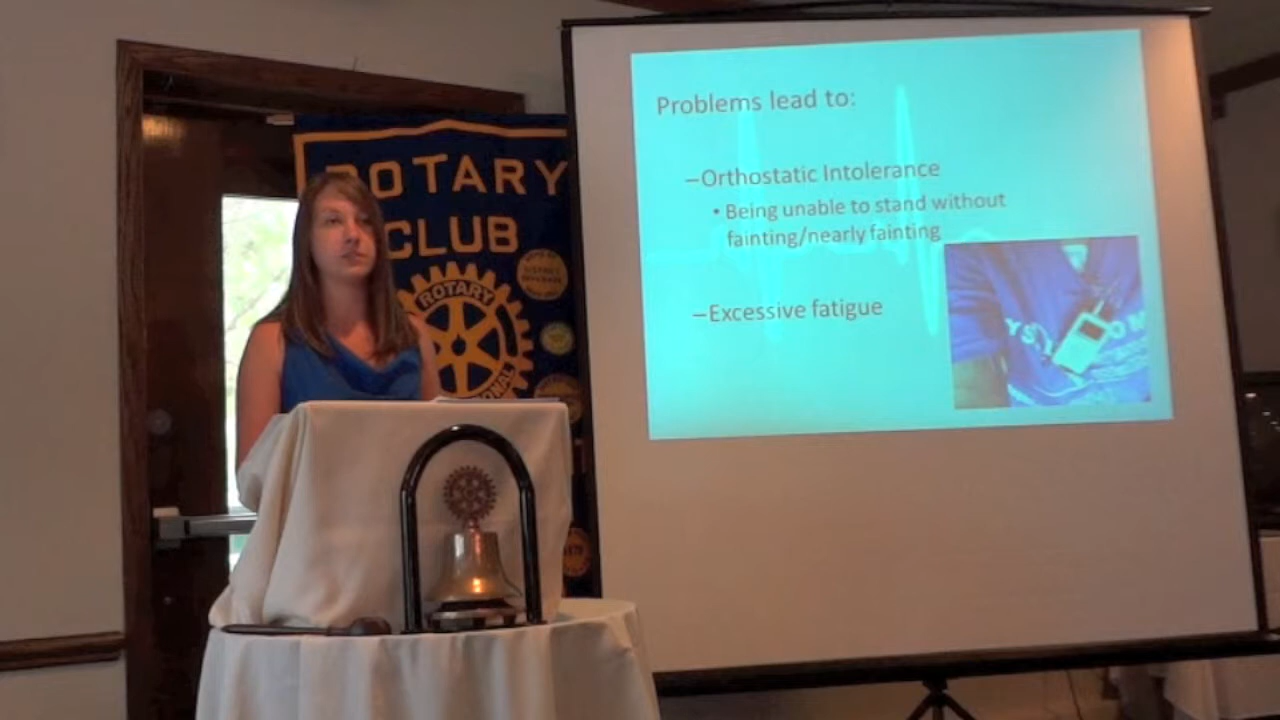 ROTARY
CLUB
ROTARY
Problems lead to:
–Orthostatic Intolerance
• Being unable to stand without
fainting/nearly fainting
–Excessive fatigue